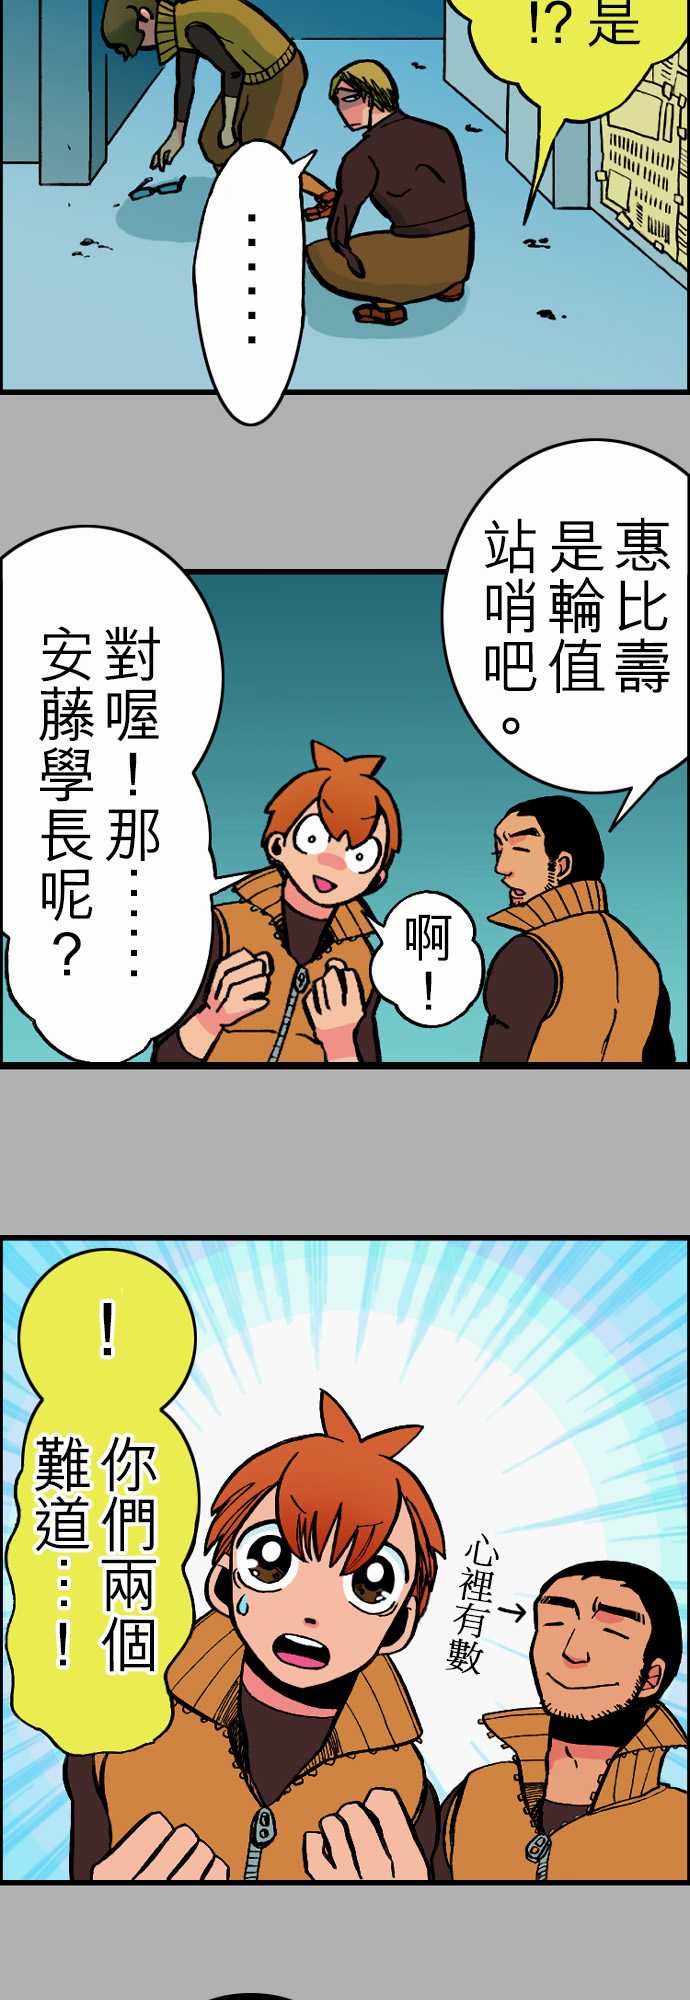 是
!?
……
惠比壽
是輪值
站哨吧。
對喔！那……
安藤學長呢？
啊！
！
你們兩個
難道…！
心裡有數
→